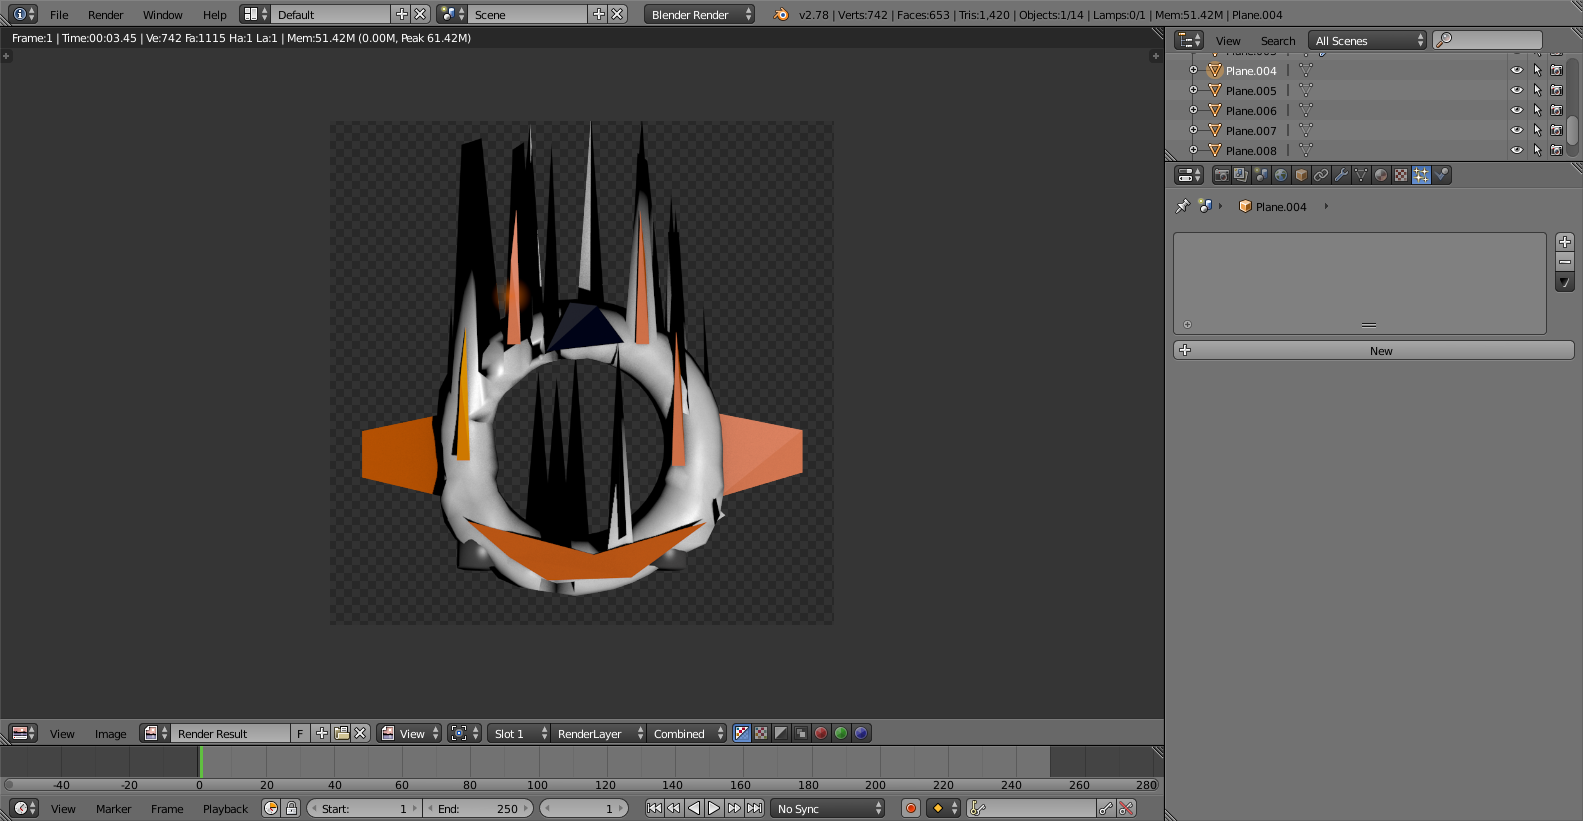 File Render Window Help Default Scene Blender Render v2.78 | Verts:742 | Faces:653 | Tris:1,420 | Objects:1/14 | Lamps:0/1 | Mem:51.42M | Plane.004
Frame:1 | Time:00:03.45 | Ve:742 Fa:1115 Ha:1 La:1 | Mem:51.42M (0.00M, Peak 61.42M)
View Search All Scenes
Plane.004
Plane.005
Plane.006
Plane.007
Plane.008
Plane.004
New
View Image Render Result F View Slot 1 RenderLayer Combined
-40 -20 0 20 40 60 80 100 120 140 160 180 200 220 240 260 280
View Marker Frame Playback Start: 1 End: 250 1 No Sync